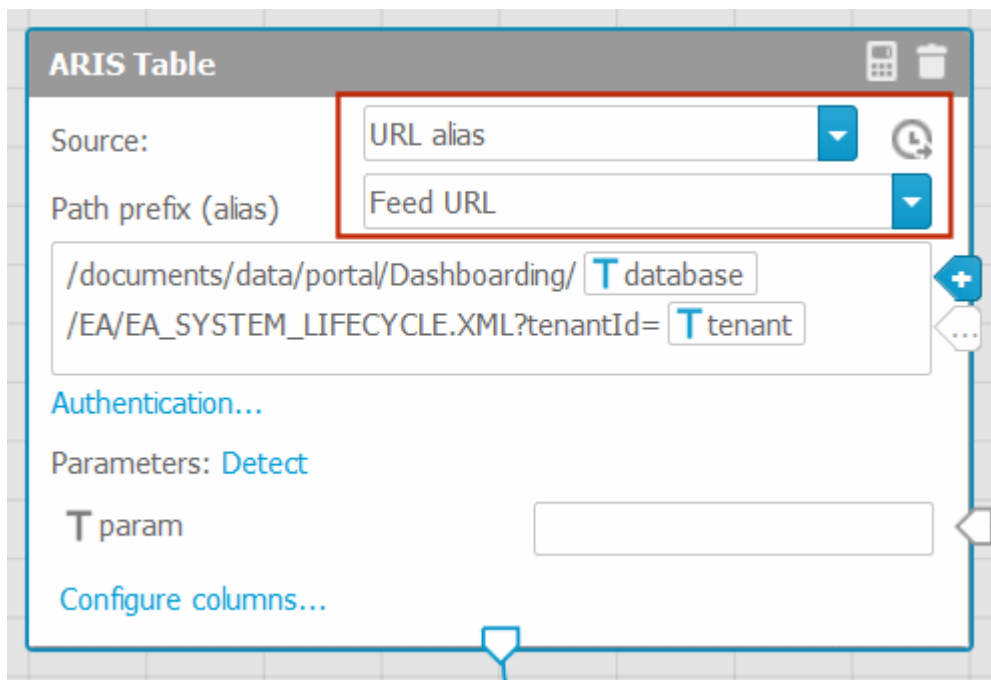 ARIS Table
Source: URL alias
Path prefix (alias) Feed URL
/documents/data/portal/Dashboarding/ T database
/EA/EA_SYSTEM_LIFECYCLE.XML?tenantId= T tenant
...
Authentication...
Parameters: Detect
T param
Configure columns...